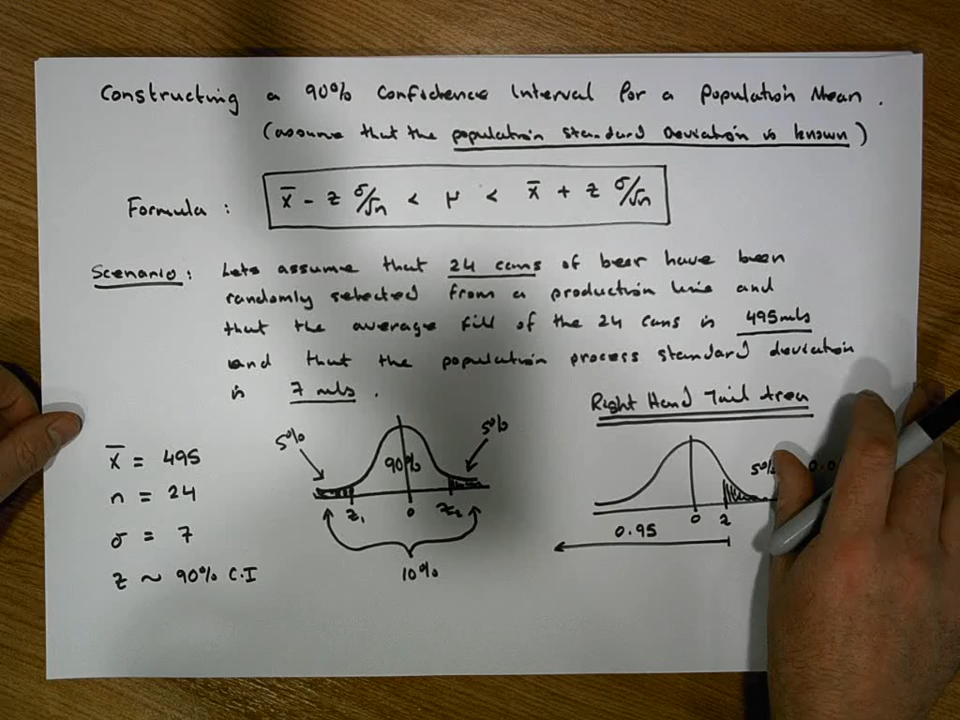 Constructing a 90% Confidence Interval for a Population Mean.
(assume that the population standard Deviation is known)
Formula : x̄ - z σ/√n < μ < x̄ + z σ/√n
Scenario : Lets assume that 24 cans of beer have been
randomly selected from a production line and
that the average fill of the 24 cans is 495mls
and that the population process standard deviation
is 7 mls.
Right Hand Tail Area
x̄ = 495
n = 24
σ = 7
z ~ 90% C.I
5% 5%
90%
z₁ 0 z₂
10%
5%
0 z
0.95